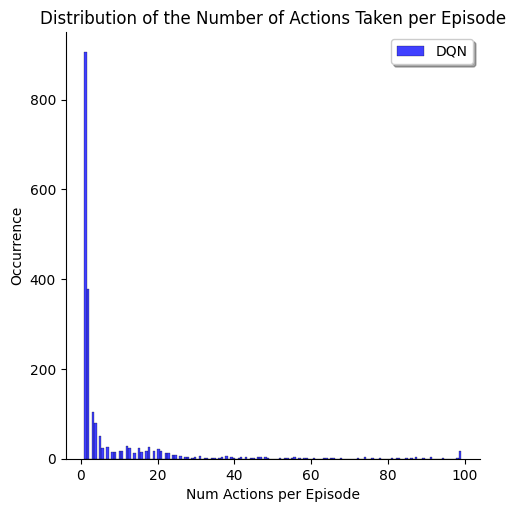 Distribution of the Number of Actions Taken per Episode
DQN
800
600
400
200
0
0 20 40 60 80 100
Occurrence
Num Actions per Episode